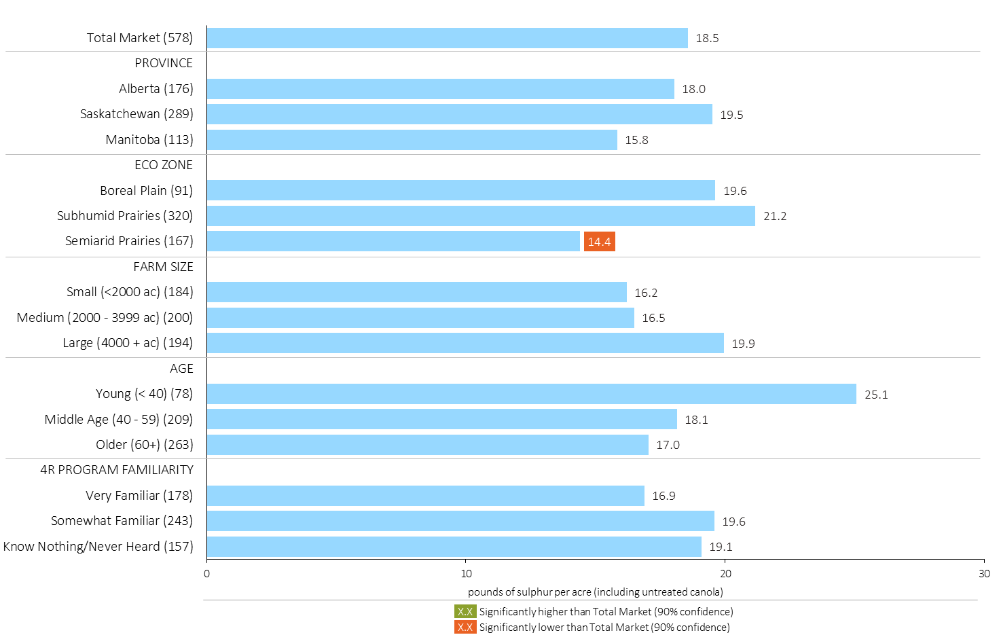 Total Market (578) 18.5
PROVINCE
Alberta (176) 18.0
Saskatchewan (289) 19.5
Manitoba (113) 15.8
ECO ZONE
Boreal Plain (91) 19.6
Subhumid Prairies (320) 21.2
Semiarid Prairies (167) 14.4
FARM SIZE
Small (<2000 ac) (184) 16.2
Medium (2000 - 3999 ac) (200) 16.5
Large (4000 + ac) (194) 19.9
AGE
Young (< 40) (78) 25.1
Middle Age (40 - 59) (209) 18.1
Older (60+) (263) 17.0
4R PROGRAM FAMILIARITY
Very Familiar (178) 16.9
Somewhat Familiar (243) 19.6
Know Nothing/Never Heard (157) 19.1
0 10 20 30
pounds of sulphur per acre (including untreated canola)
X.X Significantly higher than Total Market (90% confidence)
X.X Significantly lower than Total Market (90% confidence)